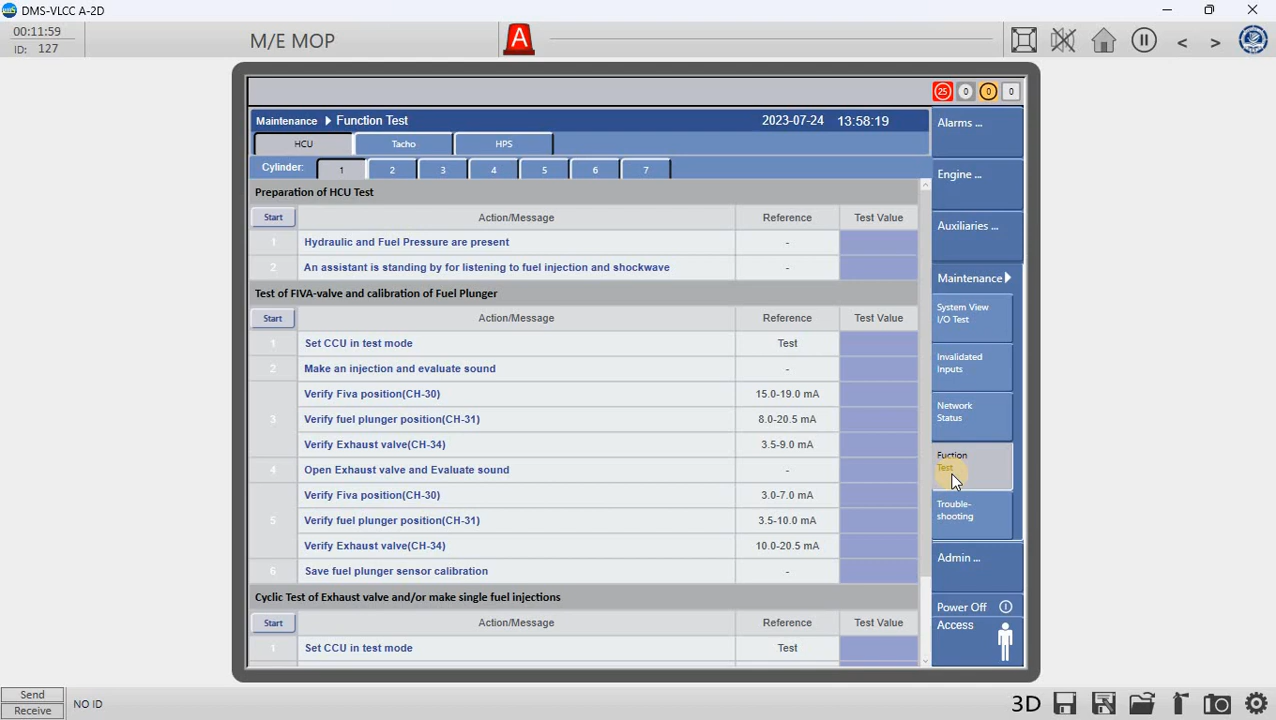 DMS-VLCC A-2D
00:11:59
ID: 127
M/E MOP
A
25 0 0 0
Maintenance Function Test 2023-07-24 13:58:19
HCU Tacho HPS
Cylinder: 1 2 3 4 5 6 7
Preparation of HCU Test
Start Action/Message Reference Test Value
1 Hydraulic and Fuel Pressure are present -
2 An assistant is standing by for listening to fuel injection and shockwave -
Test of FIVA-valve and calibration of Fuel Plunger
Start Action/Message Reference Test Value
1 Set CCU in test mode Test
2 Make an injection and evaluate sound -
Verify Fiva position(CH-30) 15.0-19.0 mA
3 Verify fuel plunger position(CH-31) 8.0-20.5 mA
Verify Exhaust valve(CH-34) 3.5-9.0 mA
4 Open Exhaust valve and Evaluate sound -
Verify Fiva position(CH-30) 3.0-7.0 mA
5 Verify fuel plunger position(CH-31) 3.5-10.0 mA
Verify Exhaust valve(CH-34) 10.0-20.5 mA
6 Save fuel plunger sensor calibration -
Cyclic Test of Exhaust valve and/or make single fuel injections
Start Action/Message Reference Test Value
1 Set CCU in test mode Test
Alarms ...
Engine ...
Auxiliaries ...
Maintenance
System View
I/O Test
Invalidated
Inputs
Network
Status
Fuction
Test
Trouble-
shooting
Admin ...
Power Off
Access
Send
Receive
NO ID
3D